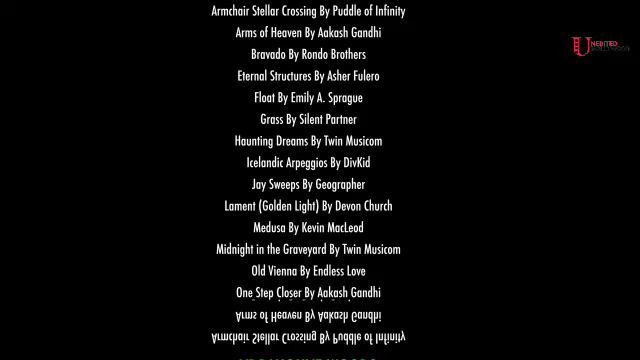 Armchair Stellar Crossing By Puddle of Infinity
Arms of Heaven By Aakash Gandhi
Bravado By Rondo Brothers
Eternal Structures By Asher Fulero
Float By Emily A. Sprague
Grass By Silent Partner
Haunting Dreams By Twin Musicom
Icelandic Arpeggios By DivKid
Jay Sweeps By Geographer
Lament (Golden Light) By Devon Church
Medusa By Kevin MacLeod
Midnight in the Graveyard By Twin Musicom
Old Vienna By Endless Love
One Step Closer By Aakash Gandhi
Arms of Heaven By Aakash Gandhi
Armchair Stellar Crossing By Puddle of Infinity
UNEDITED